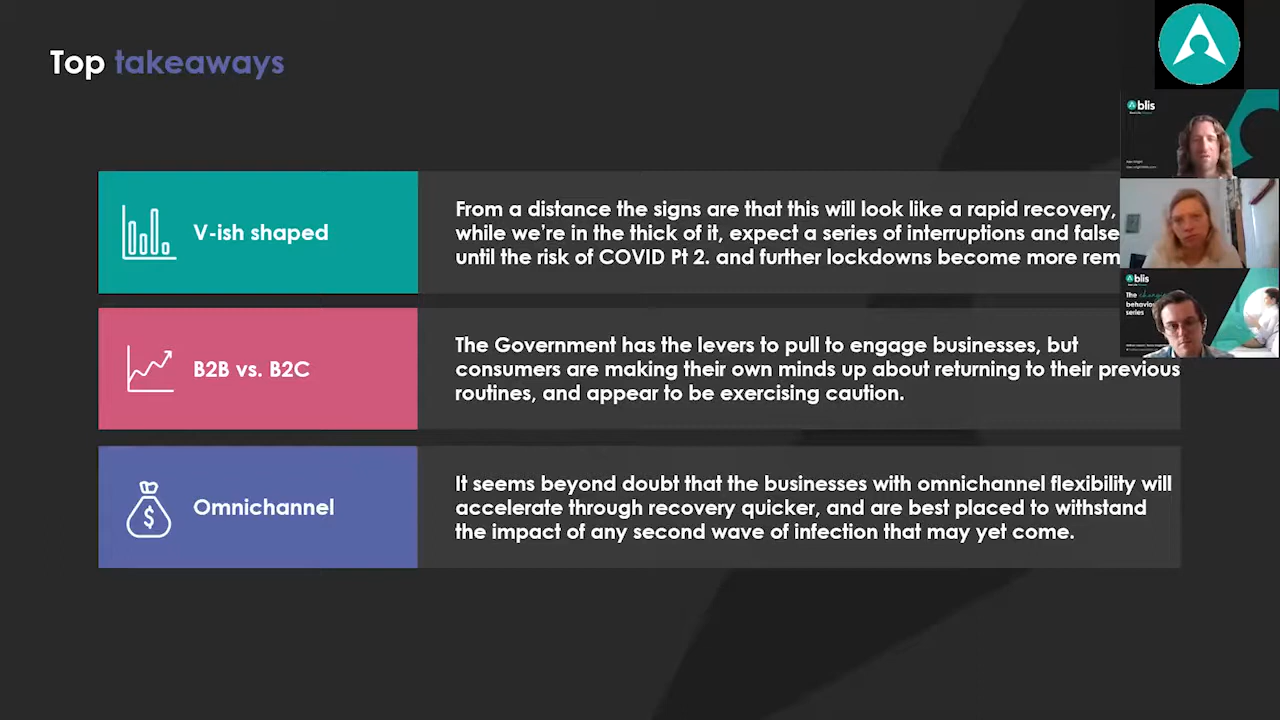 Top takeaways
V-ish shaped
From a distance the signs are that this will look like a rapid recovery,
while we're in the thick of it, expect a series of interruptions and false
until the risk of COVID Pt 2. and further lockdowns become more rem
B2B vs. B2C
The Government has the levers to pull to engage businesses, but
consumers are making their own minds up about returning to their previous
routines, and appear to be exercising caution.
Omnichannel
It seems beyond doubt that the businesses with omnichannel flexibility will
accelerate through recovery quicker, and are best placed to withstand
the impact of any second wave of infection that may yet come.
blis
blis
The
behavio
series